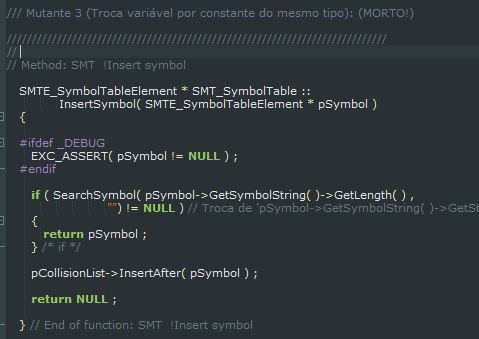 /// Mutante 3 (Troca variável por constante do mesmo tipo): (MORTO!)
////////////////////////////////////////////////////////////////////////////
//
// Method: SMT !Insert symbol
SMTE_SymbolTableElement * SMT_SymbolTable ::
InsertSymbol( SMTE_SymbolTableElement * pSymbol )
{
#ifdef _DEBUG
EXC_ASSERT( pSymbol != NULL ) ;
#endif
if ( SearchSymbol( pSymbol->GetSymbolString( )->GetLength( ) ,
"") != NULL ) // Troca de 'pSymbol->GetSymbolString( )->GetSt
{
return pSymbol ;
} /* if */
pCollisionList->InsertAfter( pSymbol ) ;
return NULL ;
} // End of function: SMT !Insert symbol